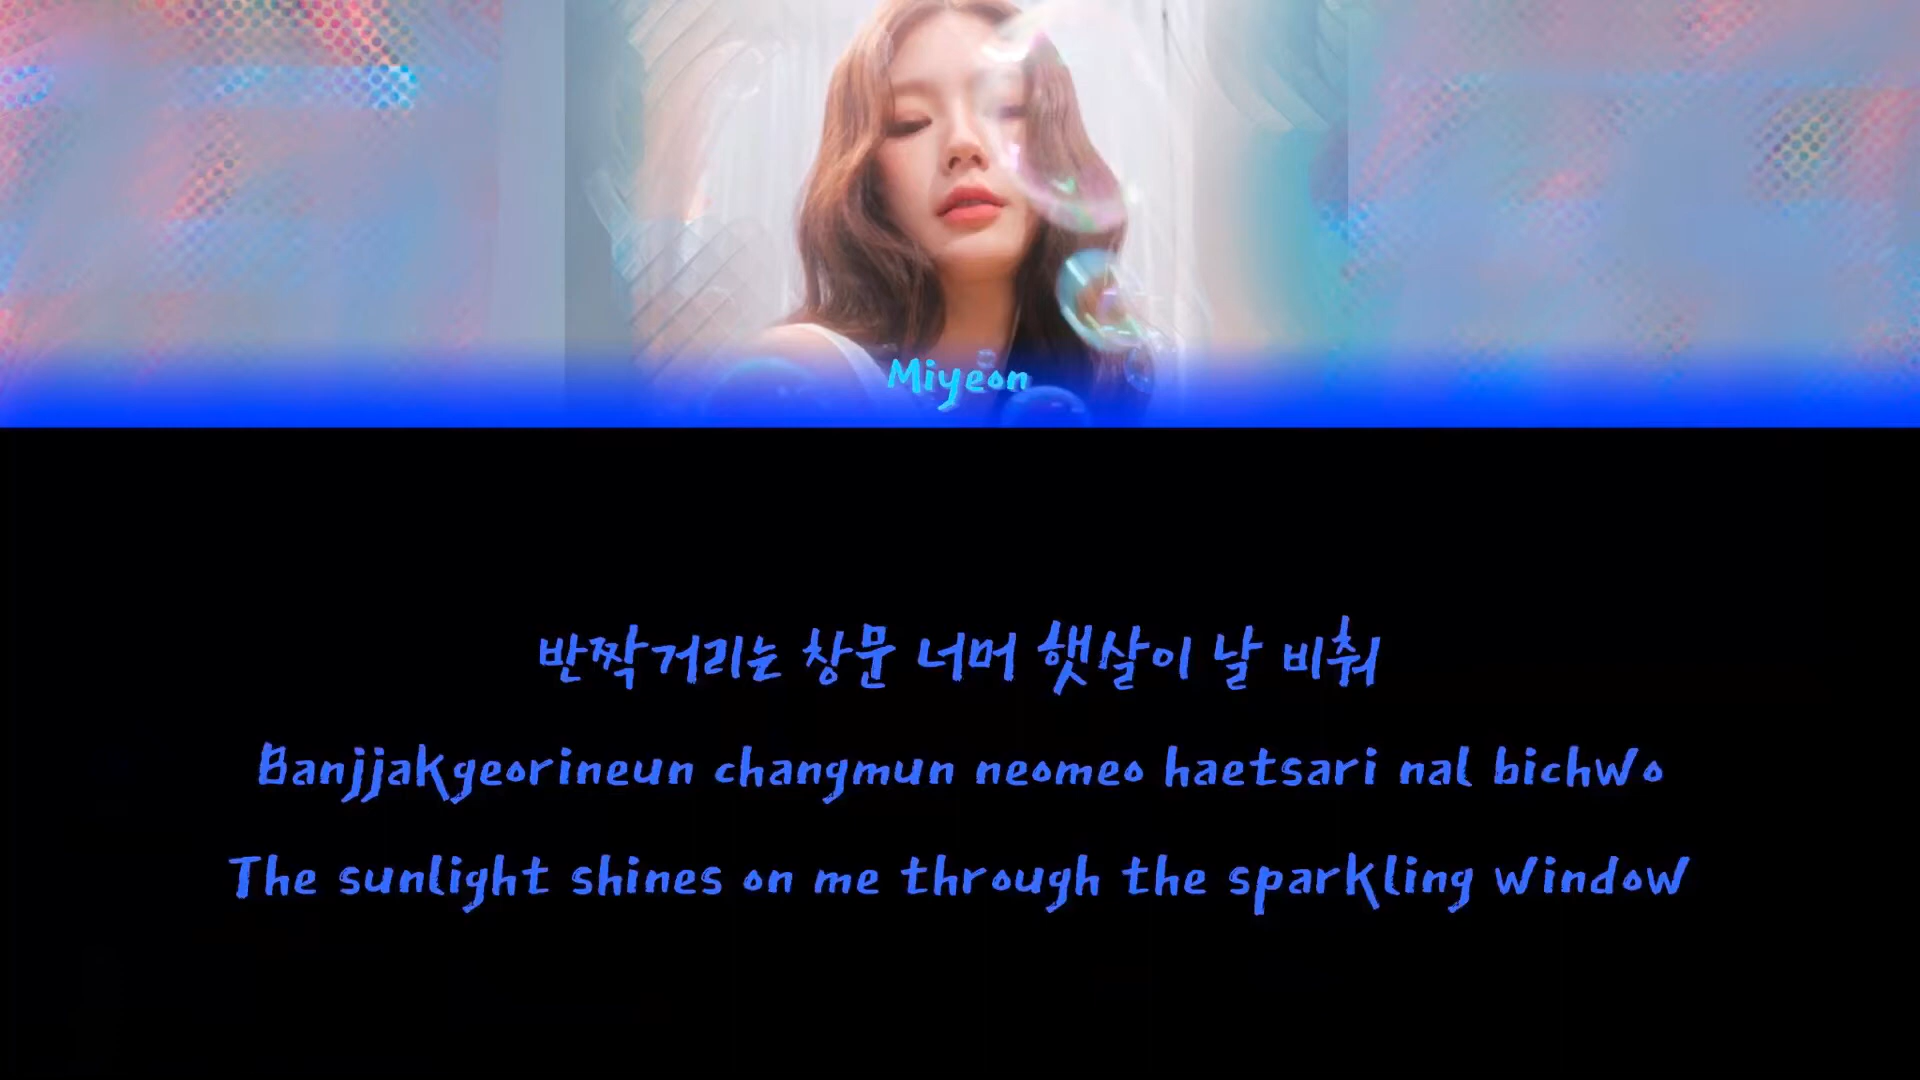 Miyeon
반짝거리는 창문 너머 햇살이 날 비춰
Banjjakgeorineun changmun neomeo haetsari nal bichwo
The sunlight shines on me through the sparkling window